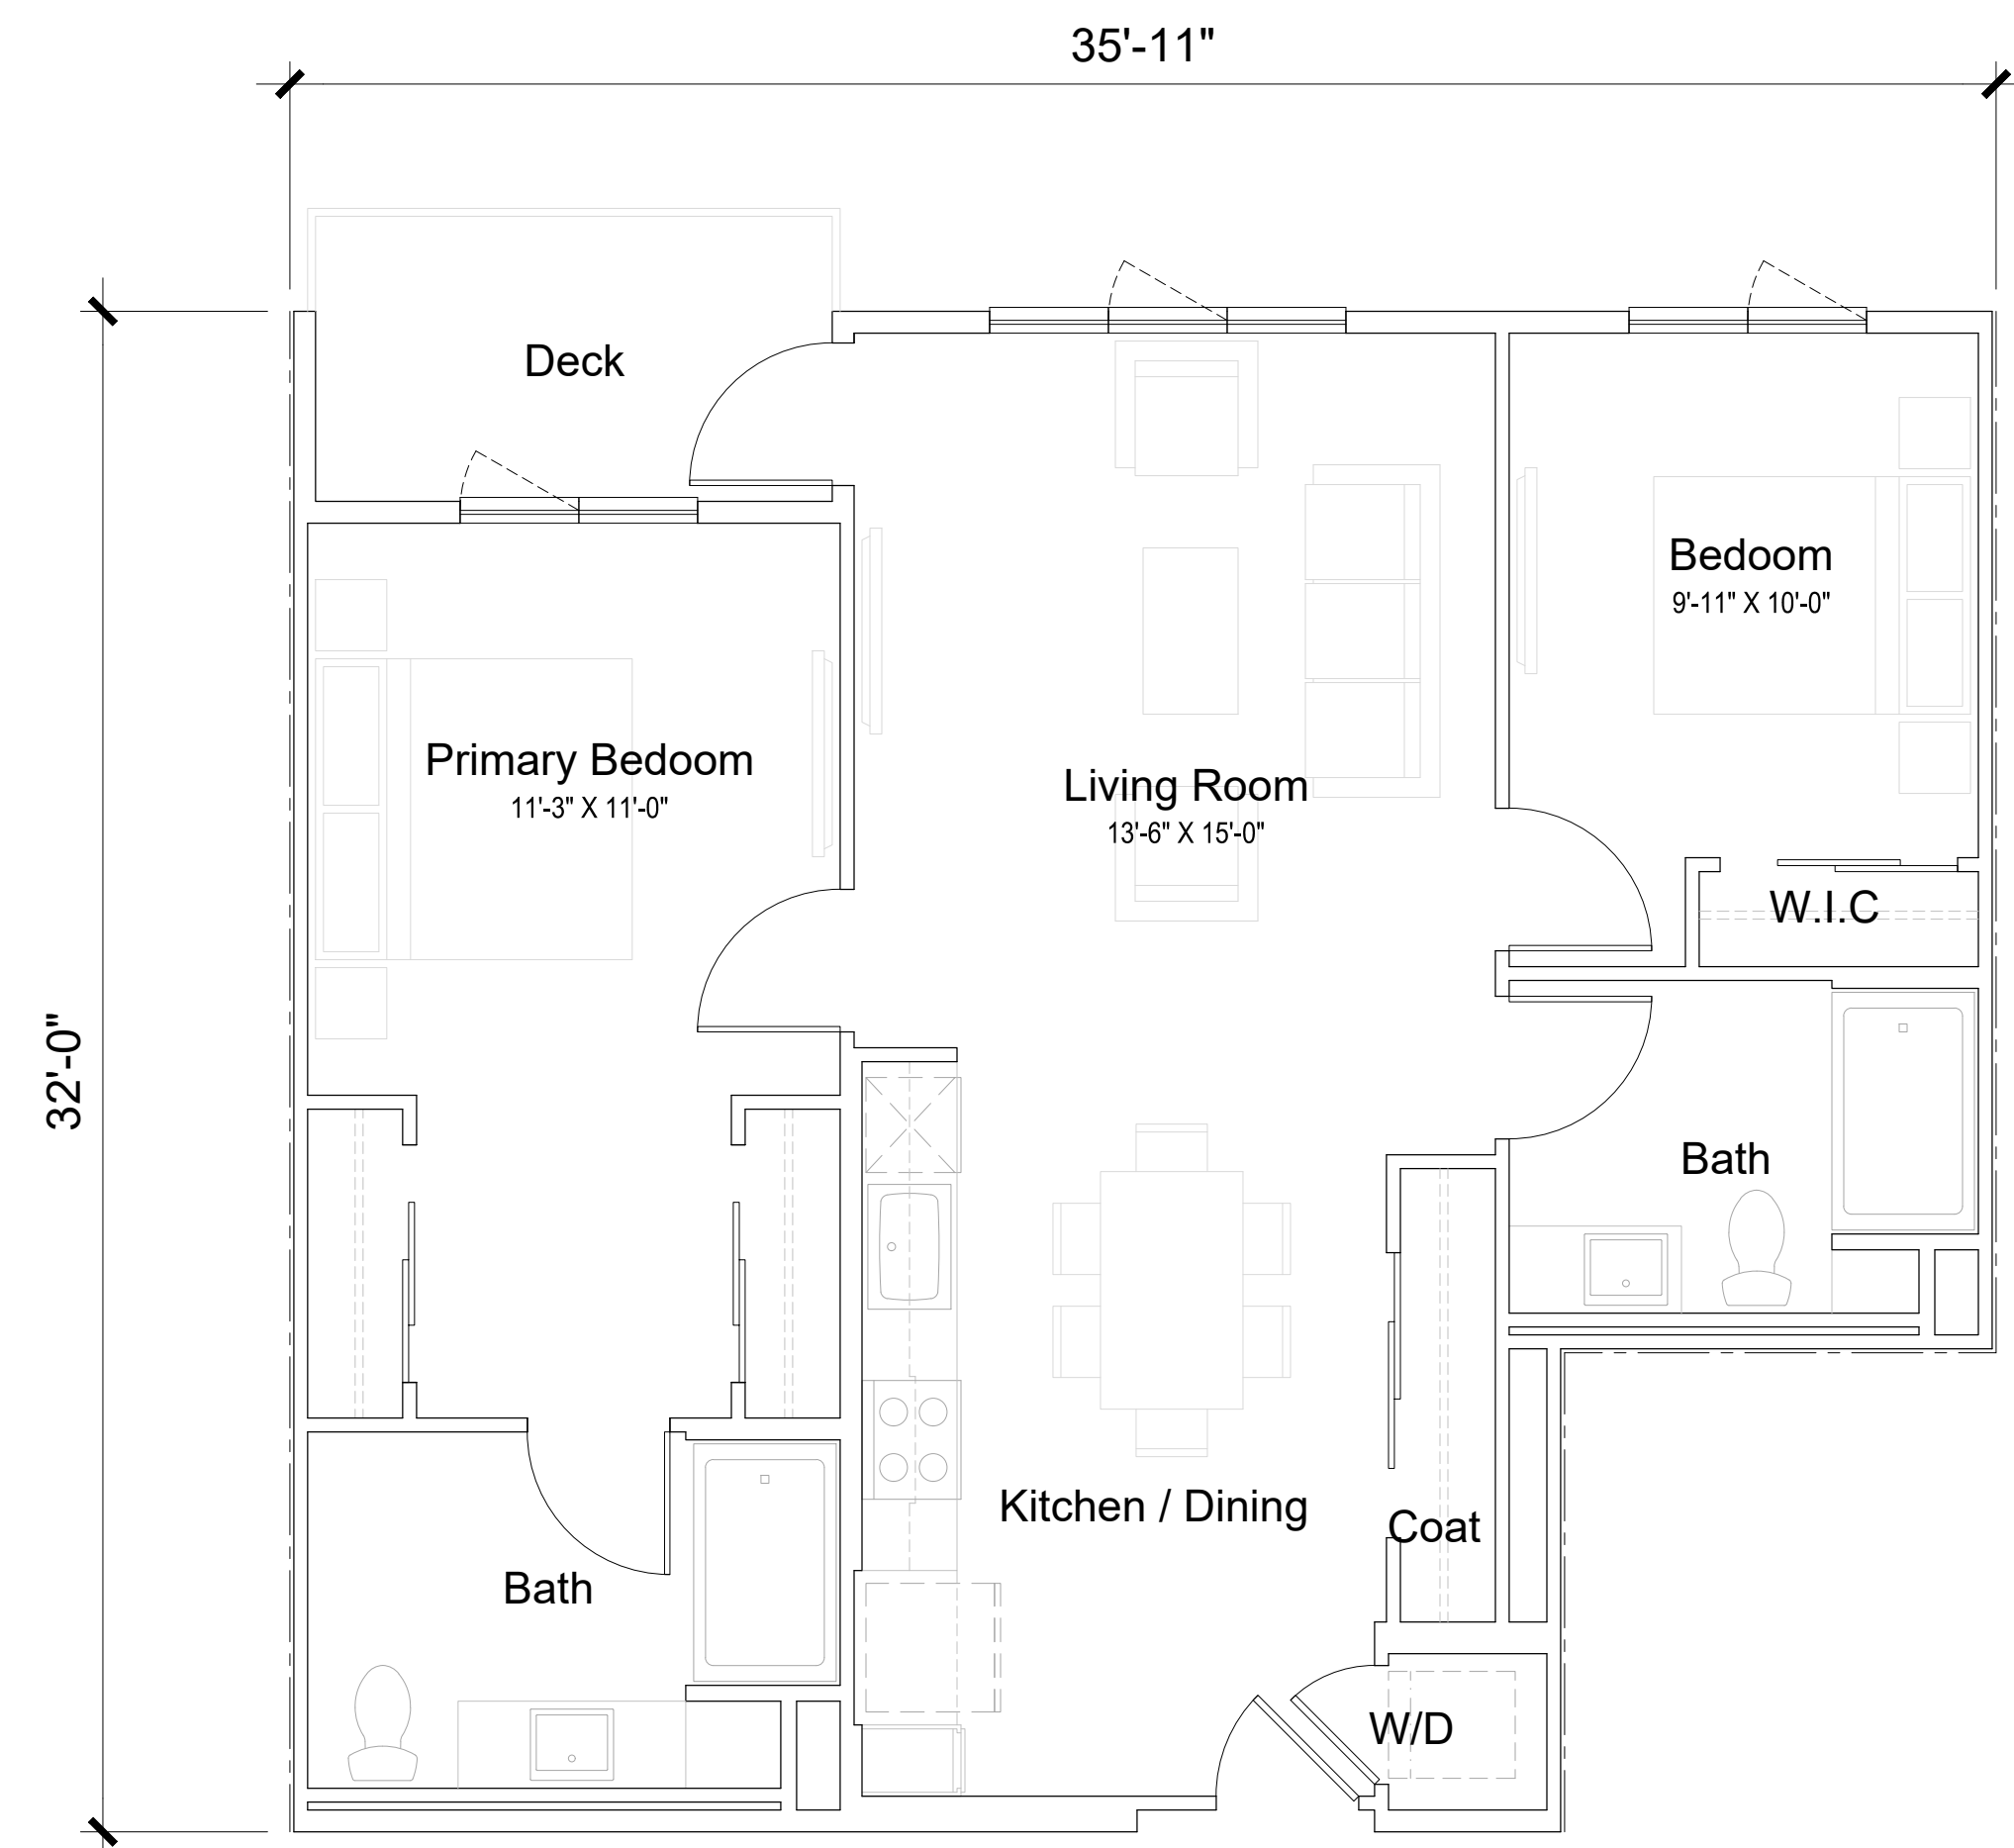 35'-11"
Deck
Bedoom
9'-11" X 10'-0"
Primary Bedoom
11'-3" X 11'-0"
Living Room
13'-6" X 15'-0"
W.I.C
32'-0"
Bath
Kitchen / Dining
Coat
Bath
W/D